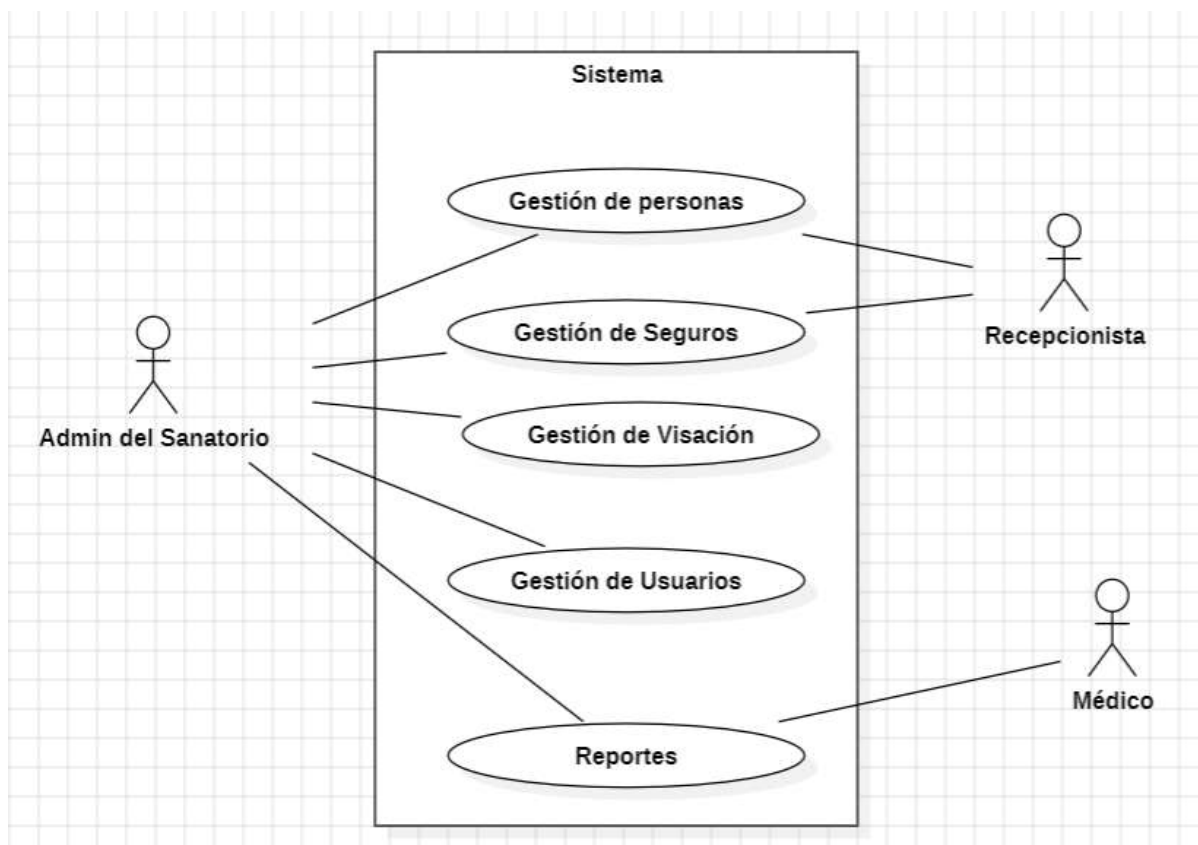 Sistema
Gestión de personas
Recepcionista
Gestión de Seguros
Admin del Sanatorio
Gestión de Visación
Gestión de Usuarios
Médico
Reportes